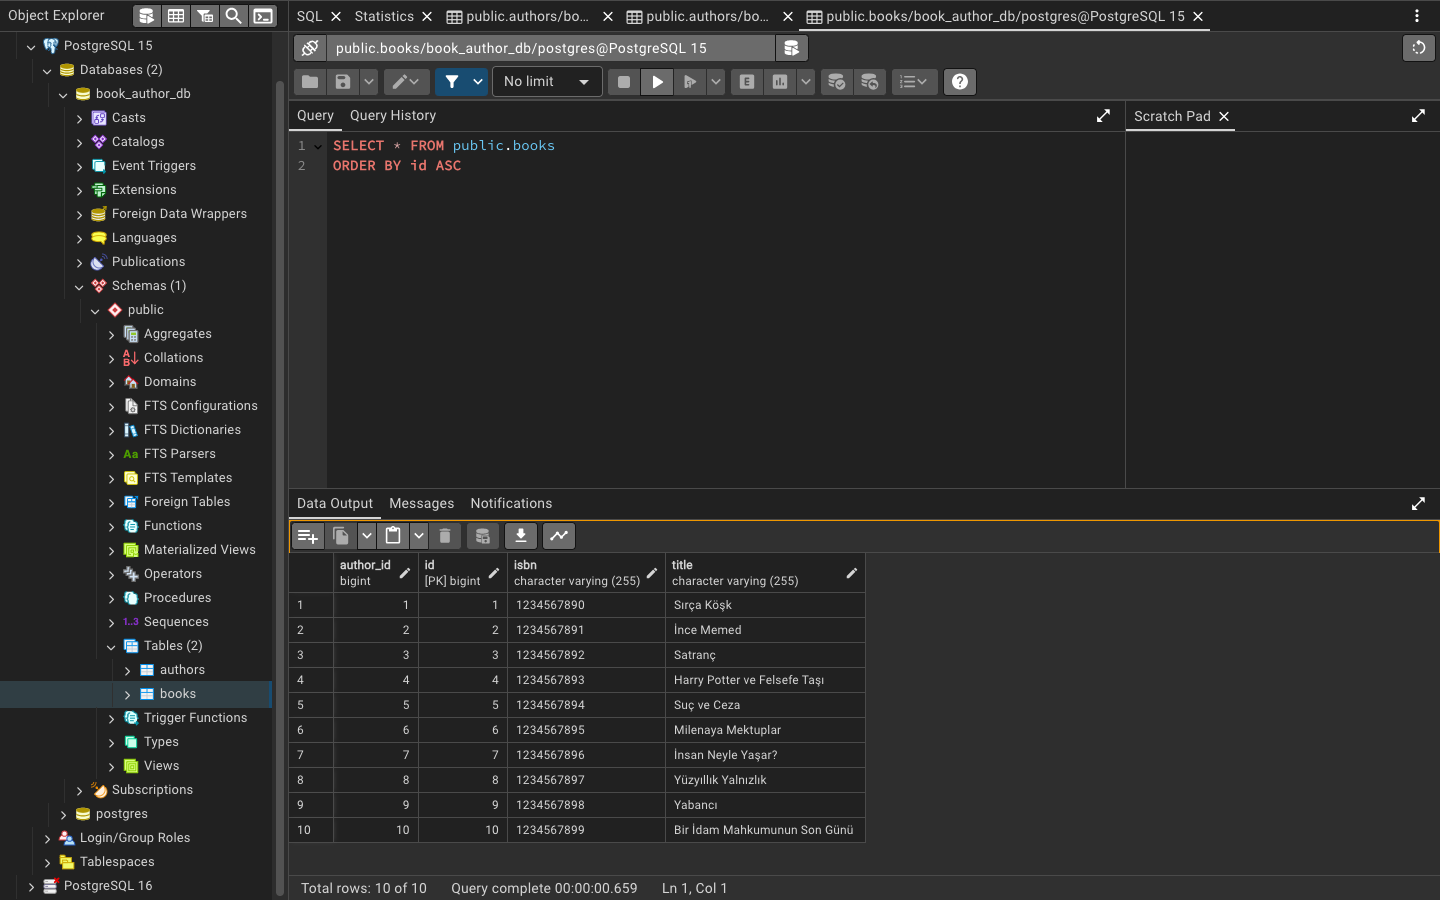 Object Explorer
PostgreSQL 15
Databases (2)
book_author_db
Casts
Catalogs
Event Triggers
Extensions
Foreign Data Wrappers
Languages
Publications
Schemas (1)
public
Aggregates
Collations
Domains
FTS Configurations
FTS Dictionaries
Aa FTS Parsers
FTS Templates
Foreign Tables
Functions
Materialized Views
Operators
Procedures
1..3 Sequences
Tables (2)
authors
books
Trigger Functions
Types
Views
Subscriptions
postgres
Login/Group Roles
Tablespaces
PostgreSQL 16
SQL Statistics public.authors/bo... public.authors/bo... public.books/book_author_db/postgres@PostgreSQL 15
public.books/book_author_db/postgres@PostgreSQL 15
No limit E ?
Query Query History
1 SELECT * FROM public.books
2 ORDER BY id ASC
Scratch Pad
Data Output Messages Notifications
author_id id isbn title
bigint [PK] bigint character varying (255) character varying (255)
1 1 1 1234567890 Sırça Köşk
2 2 2 1234567891 İnce Memed
3 3 3 1234567892 Satranç
4 4 4 1234567893 Harry Potter ve Felsefe Taşı
5 5 5 1234567894 Suç ve Ceza
6 6 6 1234567895 Milenaya Mektuplar
7 7 7 1234567896 İnsan Neyle Yaşar?
8 8 8 1234567897 Yüzyıllık Yalnızlık
9 9 9 1234567898 Yabancı
10 10 10 1234567899 Bir İdam Mahkumunun Son Günü
Total rows: 10 of 10 Query complete 00:00:00.659 Ln 1, Col 1